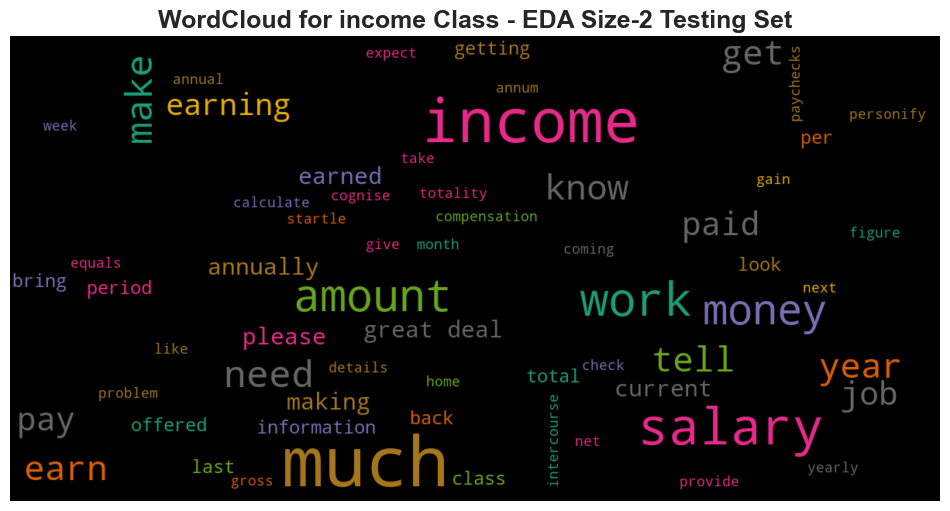 WordCloud for income Class - EDA Size-2 Testing Set
expect
getting
get
make
annual
earning
annum
income
paychecks
personify
week
per
take
earned
cognise
totality
know
gain
calculate
startle
compensation
paid
figure
give
month
coming
equals
annually
look
bring
period
amount
work
money
next
please
great deal
like
tell
year
need
details
home
total
check
current
job
problem
making
pay
offered
information
back
intercourse
salary
net
earn
last
gross
much
class
provide
yearly